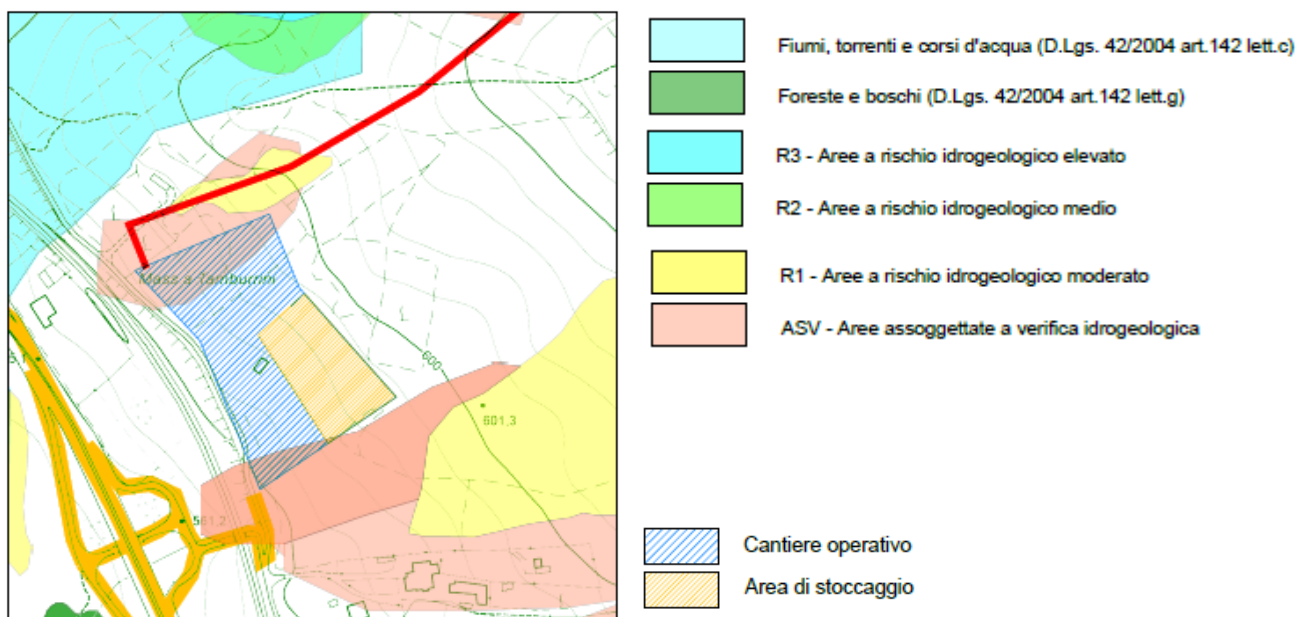 Fiumi, torrenti e corsi d'acqua (D.Lgs. 42/2004 art.142 lett.c)
Foreste e boschi (D.Lgs. 42/2004 art.142 lett.g)
R3 - Aree a rischio idrogeologico elevato
R2 - Aree a rischio idrogeologico medio
R1 - Aree a rischio idrogeologico moderato
ASV - Aree assoggettate a verifica idrogeologica
600
601,3
561,2
Cantiere operativo
Area di stoccaggio